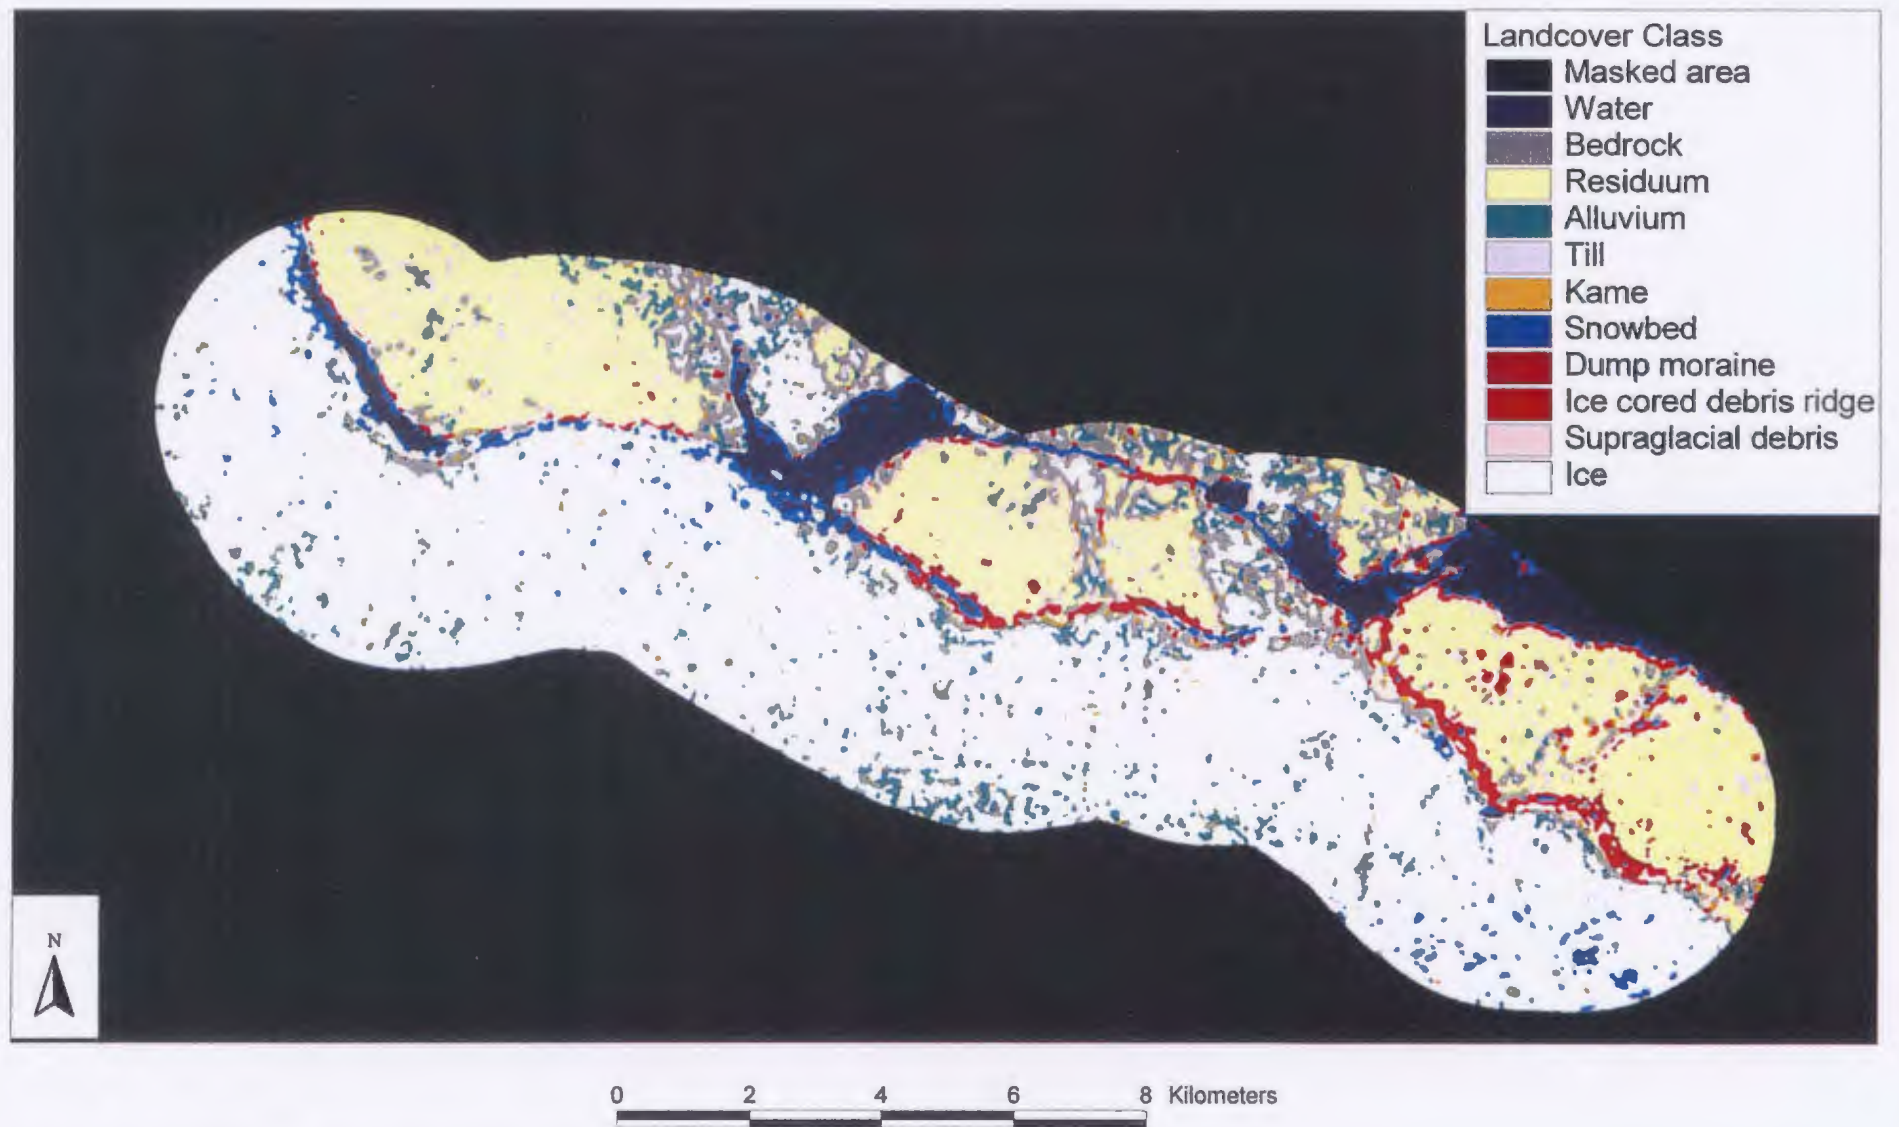 Landcover Class
Masked area
Water
Bedrock
Residuum
Alluvium
Till
Kame
Snowbed
Dump moraine
Ice cored debris ridge
Supraglacial debris
Ice
N
0 2 4 6 8 Kilometers